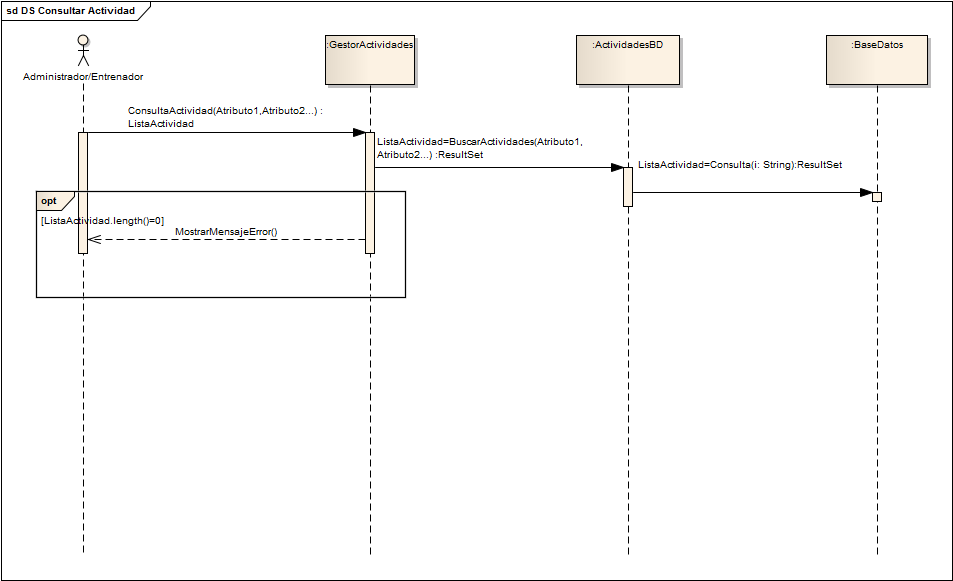 sd DS Consultar Actividad
Administrador/Entrenador
:GestorActividades
:ActividadesBD
:BaseDatos
ConsultaActividad(Atributo1,Atributo2...) :
ListaActividad
ListaActividad=BuscarActividades(Atributo1,
Atributo2...) :ResultSet
ListaActividad=Consulta(i: String):ResultSet
opt
[ListaActividad.length()=0]
MostrarMensajeError()